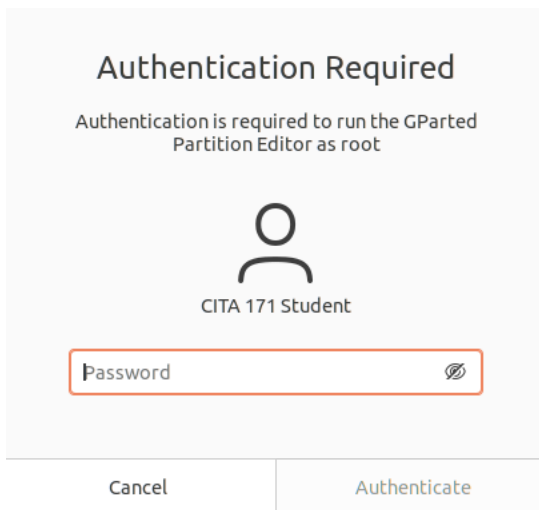 Authentication Required
Authentication is required to run the GParted
Partition Editor as root
CITA 171 Student
Password
Cancel
Authenticate